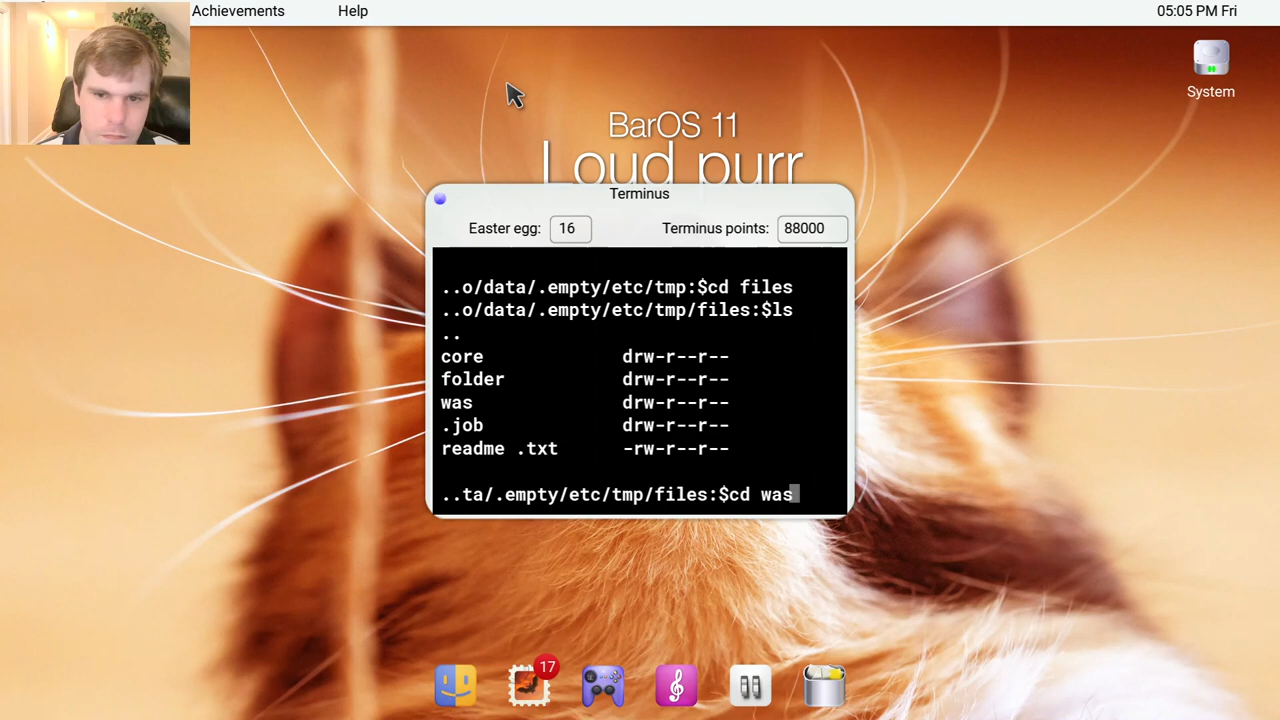 Achievements Help 05:05 PM Fri
System
BarOS 11
Loud purr
Terminus
Easter egg: 16 Terminus points: 88000
..o/data/.empty/etc/tmp:$cd files
..o/data/.empty/etc/tmp/files:$ls
..
core drw-r--r--
folder drw-r--r--
was drw-r--r--
.job drw-r--r--
readme .txt -rw-r--r--
..ta/.empty/etc/tmp/files:$cd was
17